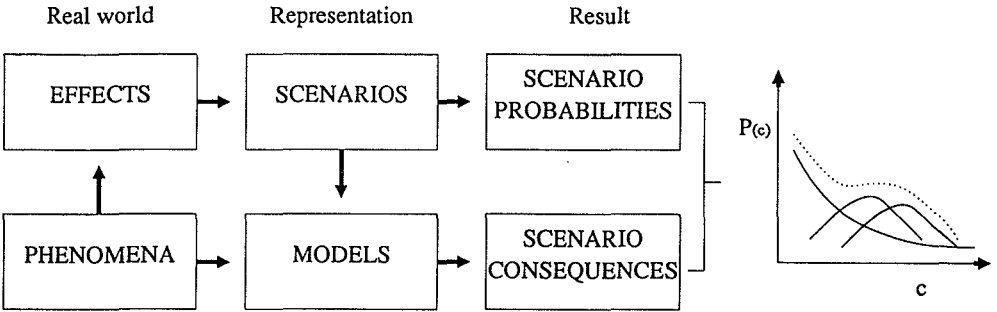 Real world
Representation
Result
EFFECTS
SCENARIOS
SCENARIO
PROBABILITIES
PHENOMENA
MODELS
SCENARIO
CONSEQUENCES
P(c)
c